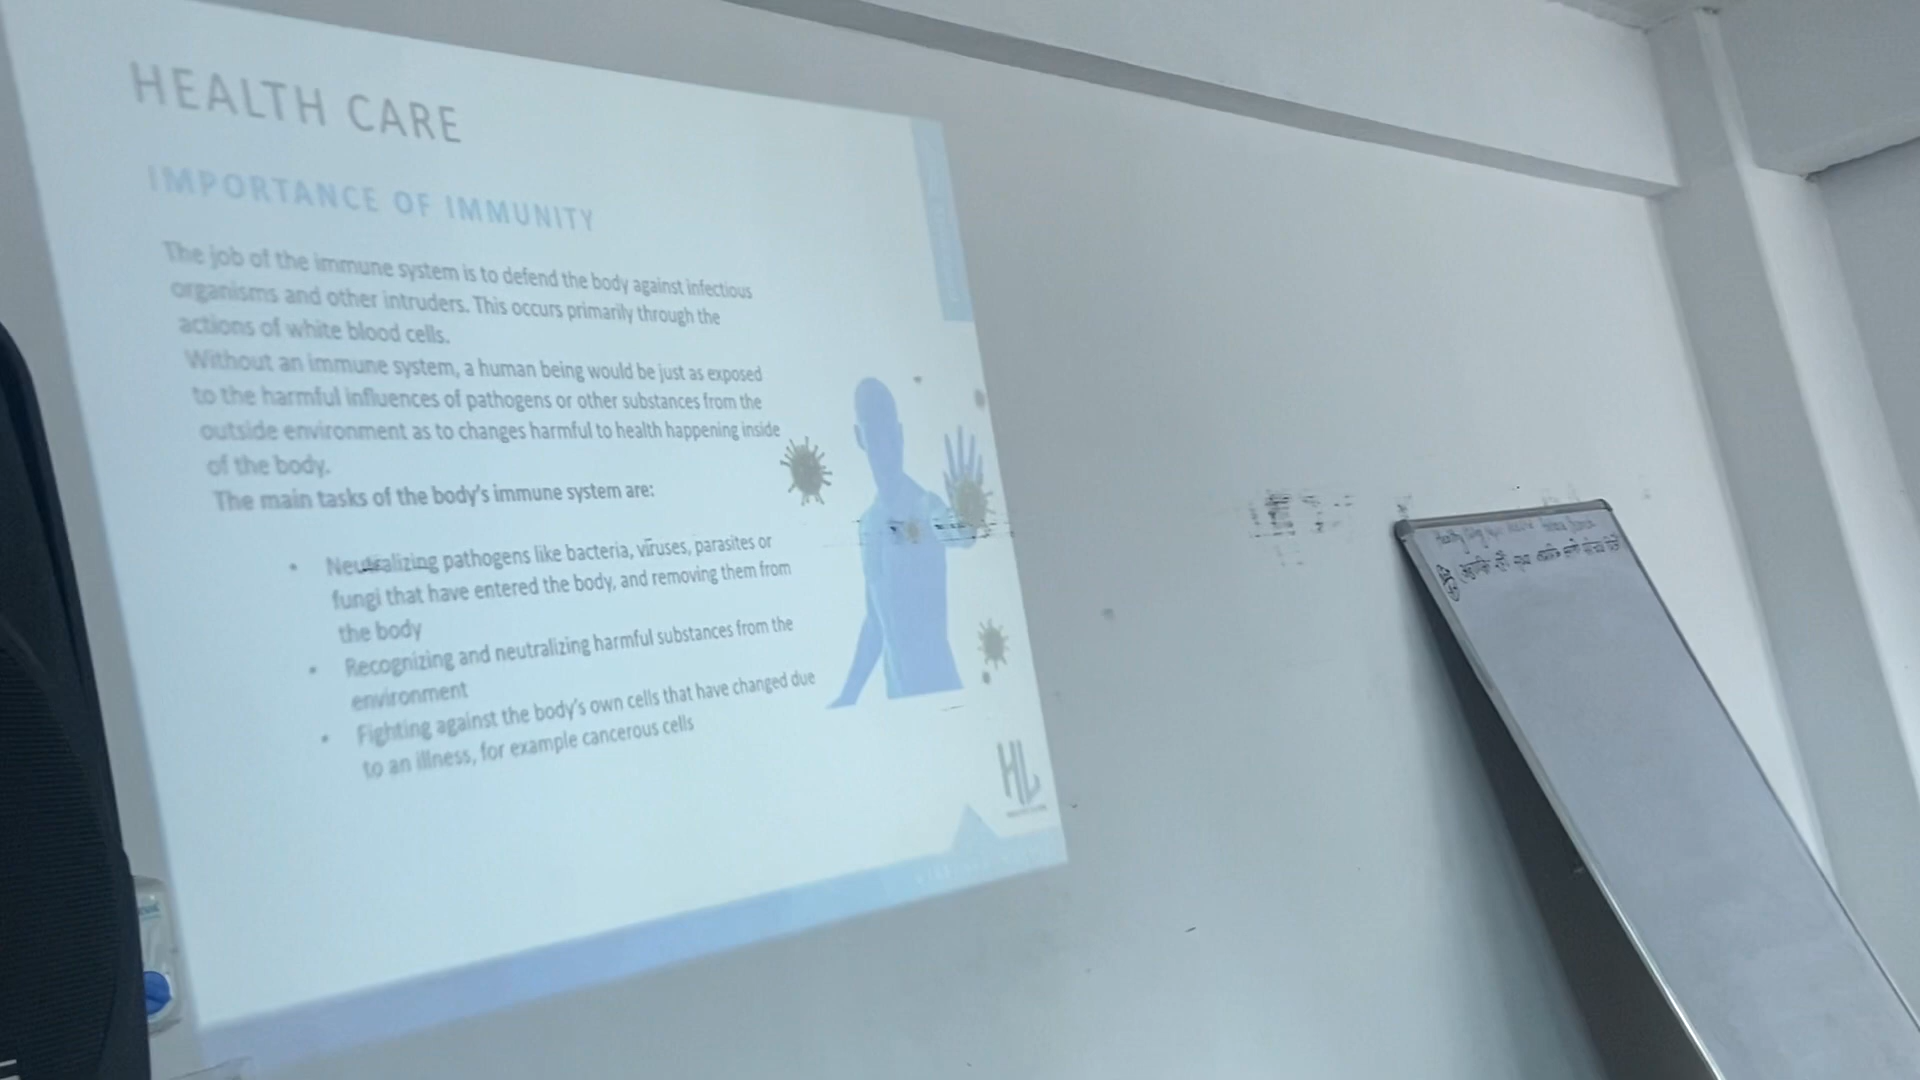 HEALTH CARE
IMPORTANCE OF IMMUNITY
The job of the immune system is to defend the body against infectious
organisms and other intruders. This occurs primarily through the
actions of white blood cells.
Without an immune system, a human being would be just as exposed
to the harmful influences of pathogens or other substances from the
outside environment as to changes harmful to health happening inside
of the body.
The main tasks of the body's immune system are:
• Neutralizing pathogens like bacteria, viruses, parasites or
fungi that have entered the body, and removing them from
the body
• Recognizing and neutralizing harmful substances from the
environment
• Fighting against the body's own cells that have changed due
to an illness, for example cancerous cells
HL